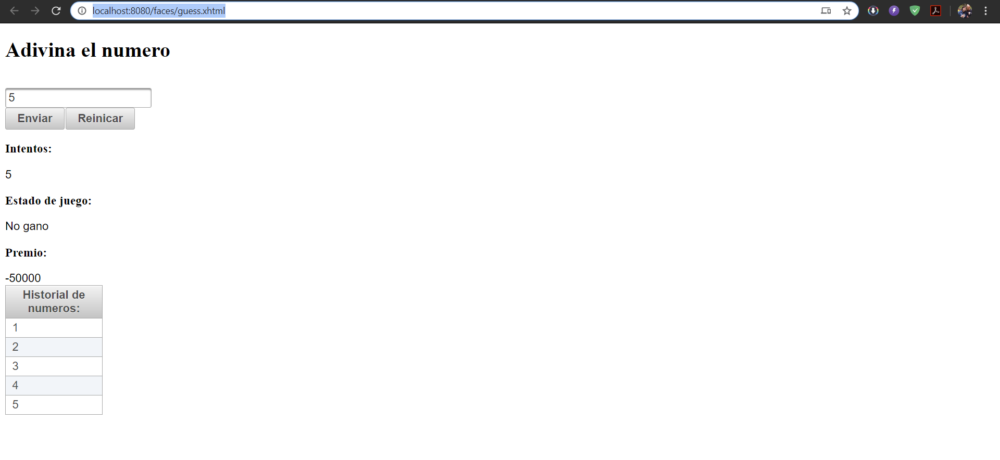 localhost:8080/faces/guess.xhtml
Adivina el numero
5
Enviar Reinicar
Intentos:
5
Estado de juego:
No gano
Premio:
-50000
Historial de
numeros:
1
2
3
4
5